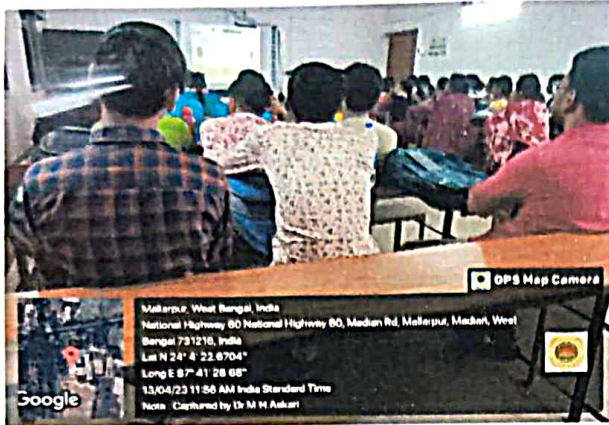 GPS Map Camera
Mallarpur, West Bengal, India
National Highway 60 National Highway 60, Madian Rd, Mallarpur, Madian, West
Bengal 731216, India
Lat N 24° 4' 22.6704"
Long E 87° 41' 28.68"
13/04/23 11:56 AM India Standard Time
Note : Captured by Dr M H Askari
Google